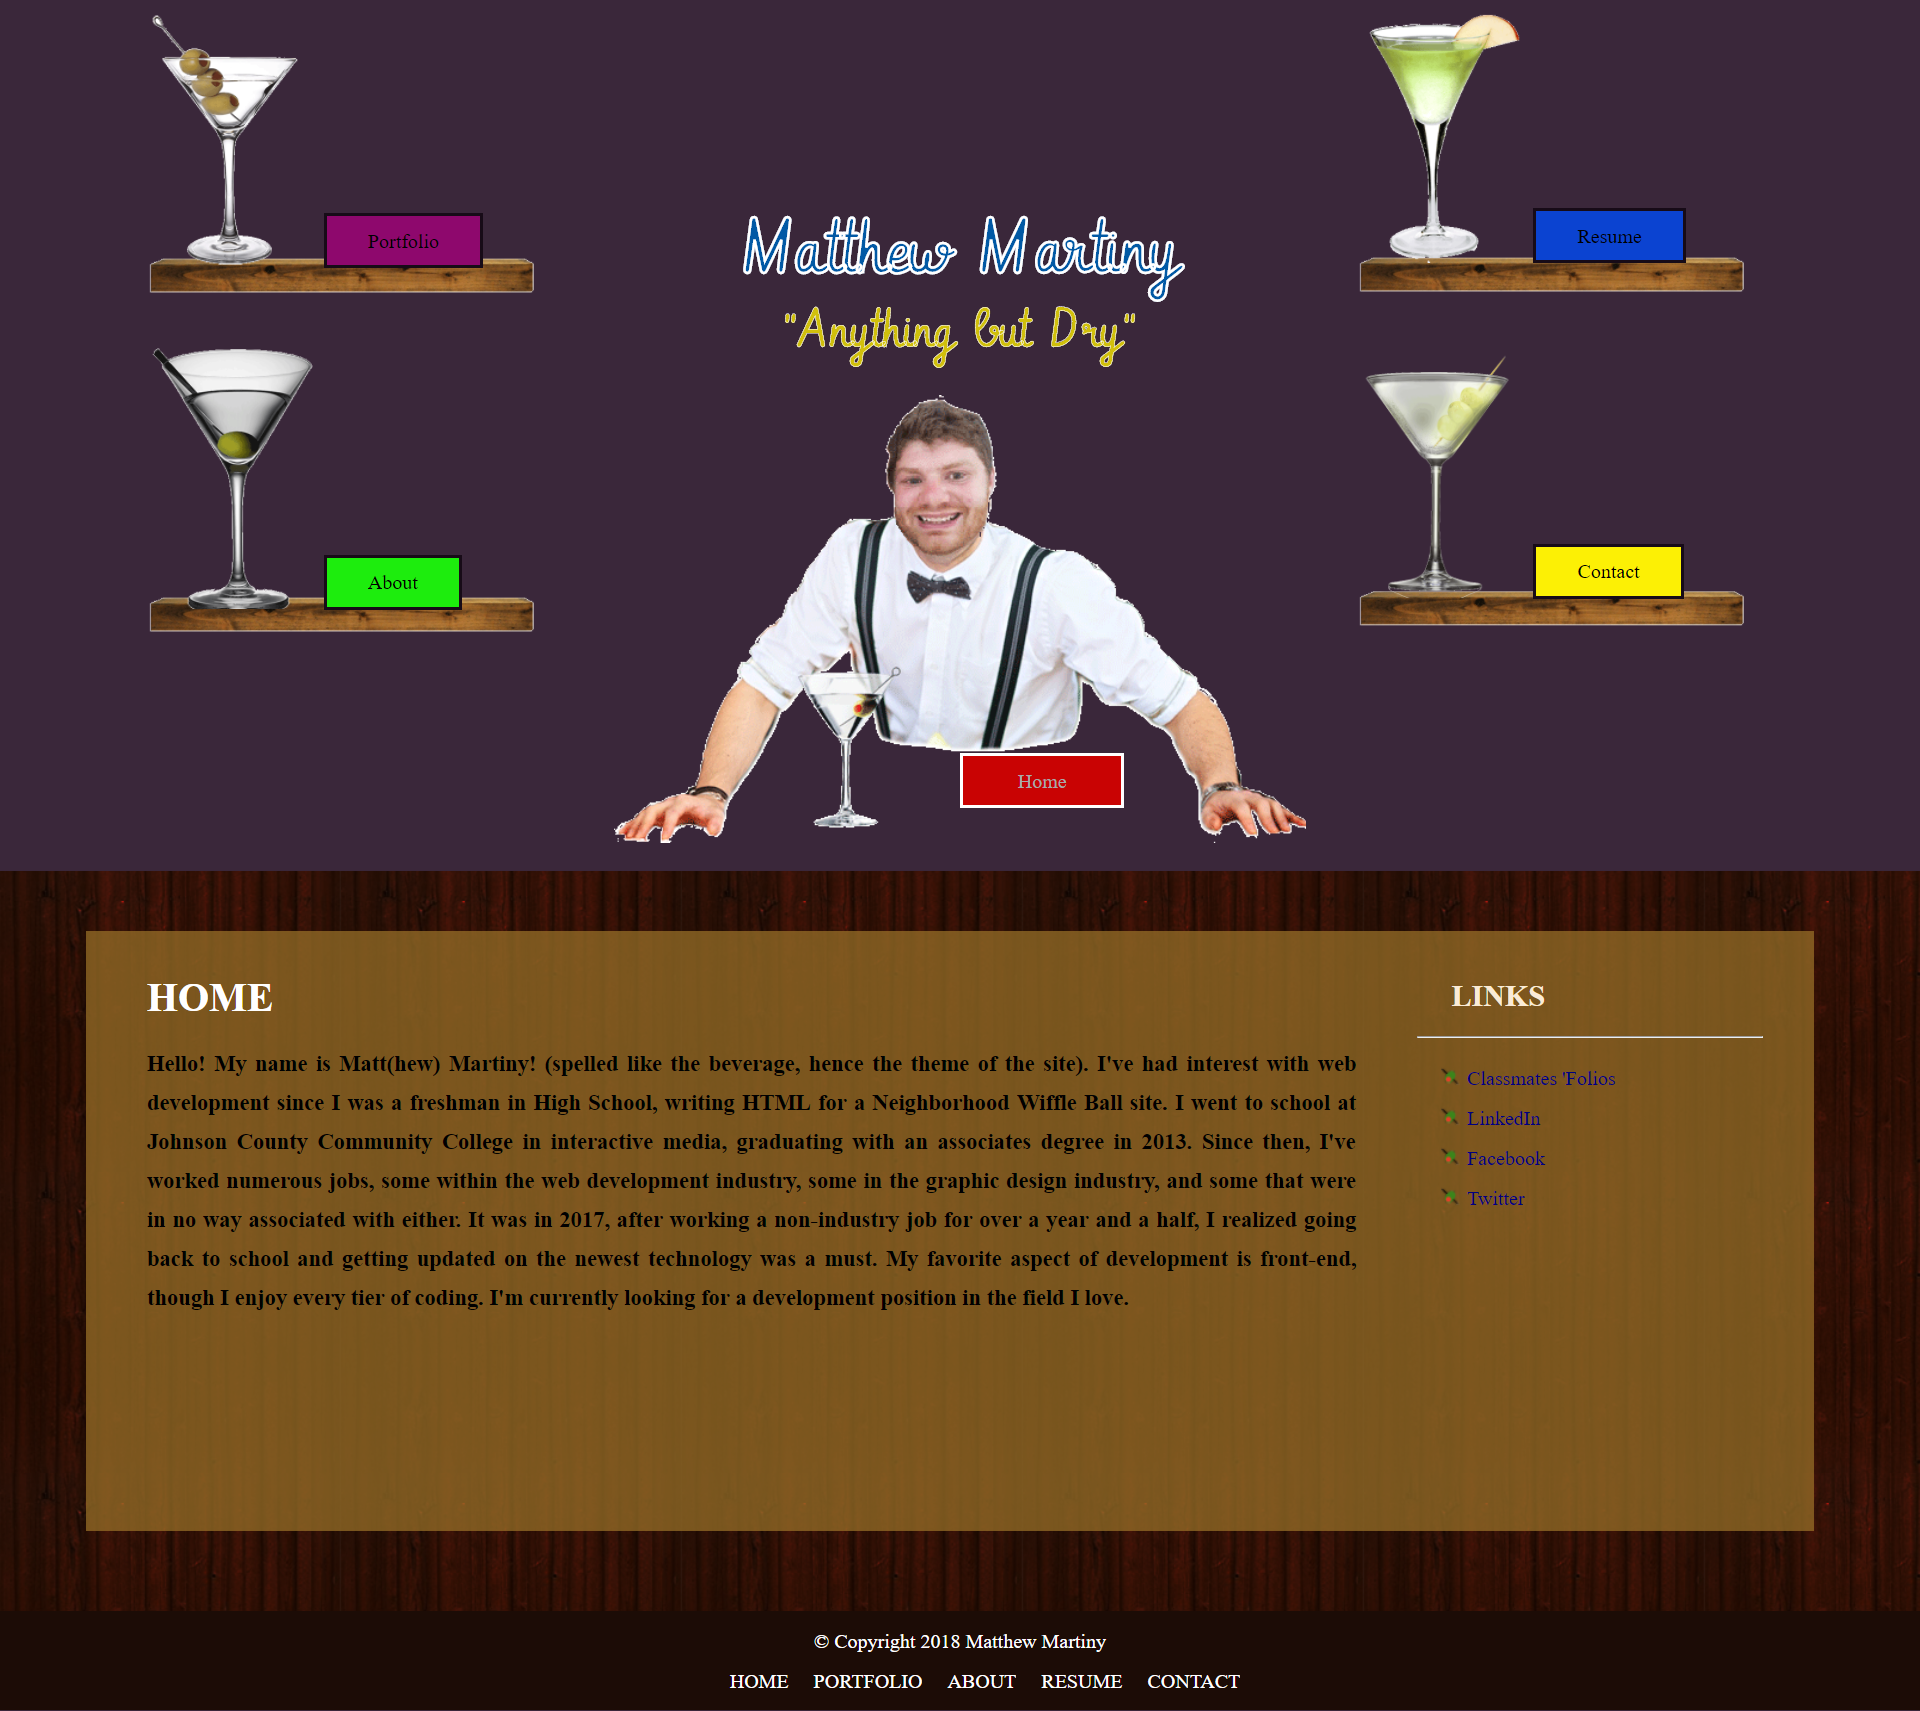 Portfolio
Resume
Matthew Martiny
"Anything but Dry"
About
Contact
Home
HOME
Hello! My name is Matt(hew) Martiny! (spelled like the beverage, hence the theme of the site). I've had interest with web
development since I was a freshman in High School, writing HTML for a Neighborhood Wiffle Ball site. I went to school at
Johnson County Community College in interactive media, graduating with an associates degree in 2013. Since then, I've
worked numerous jobs, some within the web development industry, some in the graphic design industry, and some that were
in no way associated with either. It was in 2017, after working a non-industry job for over a year and a half, I realized going
back to school and getting updated on the newest technology was a must. My favorite aspect of development is front-end,
though I enjoy every tier of coding. I'm currently looking for a development position in the field I love.
LINKS
Classmates 'Folios
LinkedIn
Facebook
Twitter
© Copyright 2018 Matthew Martiny
HOME PORTFOLIO ABOUT RESUME CONTACT